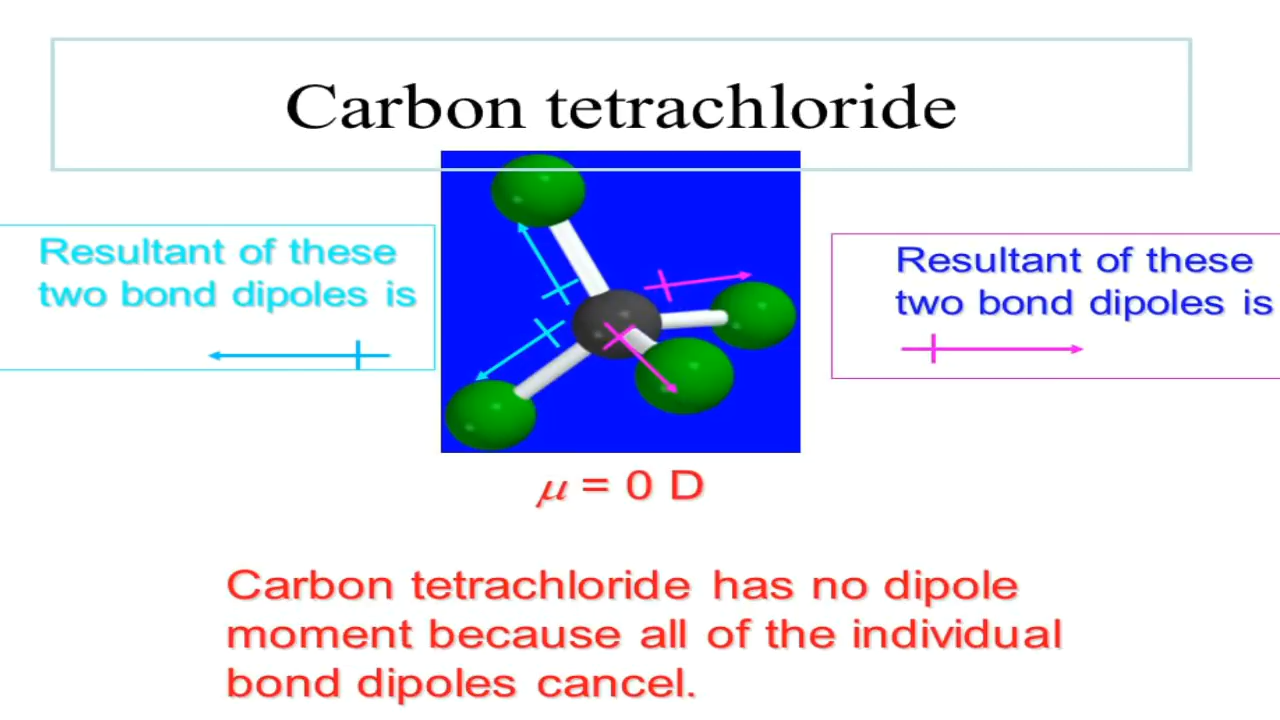 Carbon tetrachloride
Resultant of these
two bond dipoles is
Resultant of these
two bond dipoles is
μ = 0 D
Carbon tetrachloride has no dipole
moment because all of the individual
bond dipoles cancel.